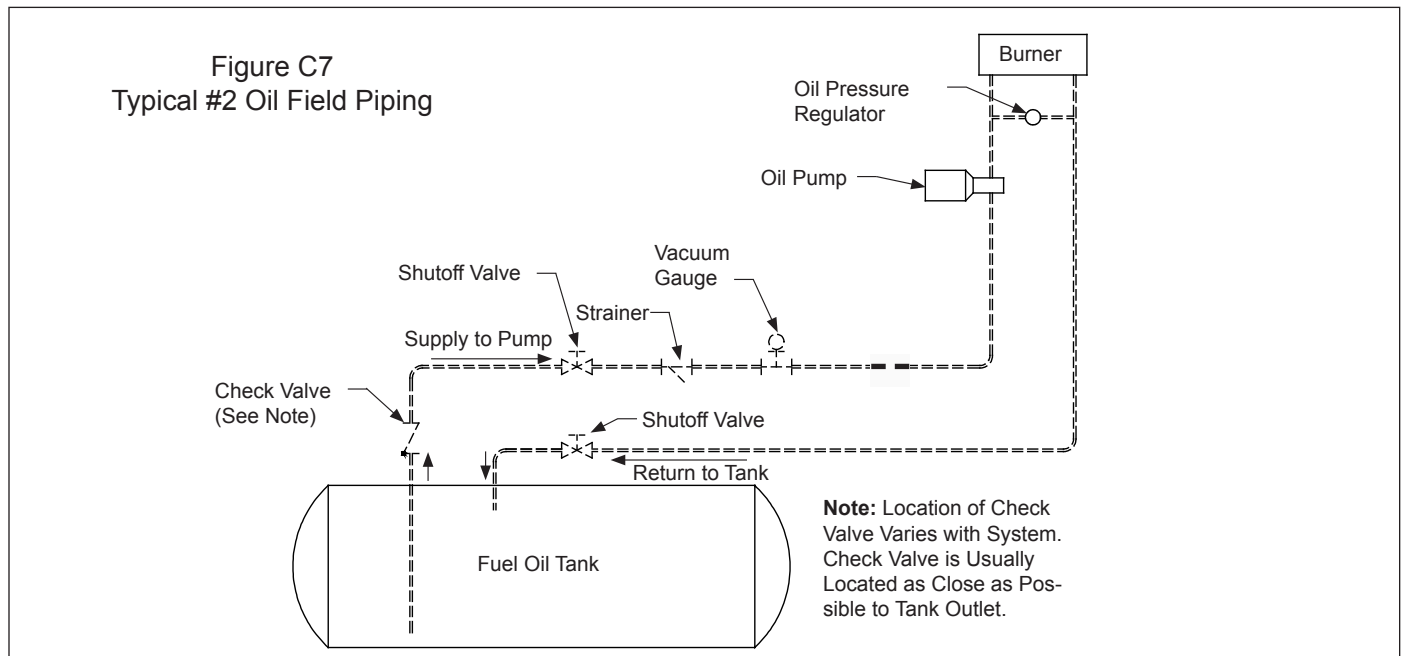 Figure C7
Typical #2 Oil Field Piping
Burner
Oil Pressure
Regulator
Oil Pump
Vacuum
Gauge
Shutoff Valve
Strainer
Supply to Pump
Check Valve
(See Note)
Shutoff Valve
Return to Tank
Fuel Oil Tank
Note: Location of Check
Valve Varies with System.
Check Valve is Usually
Located as Close as Pos-
sible to Tank Outlet.